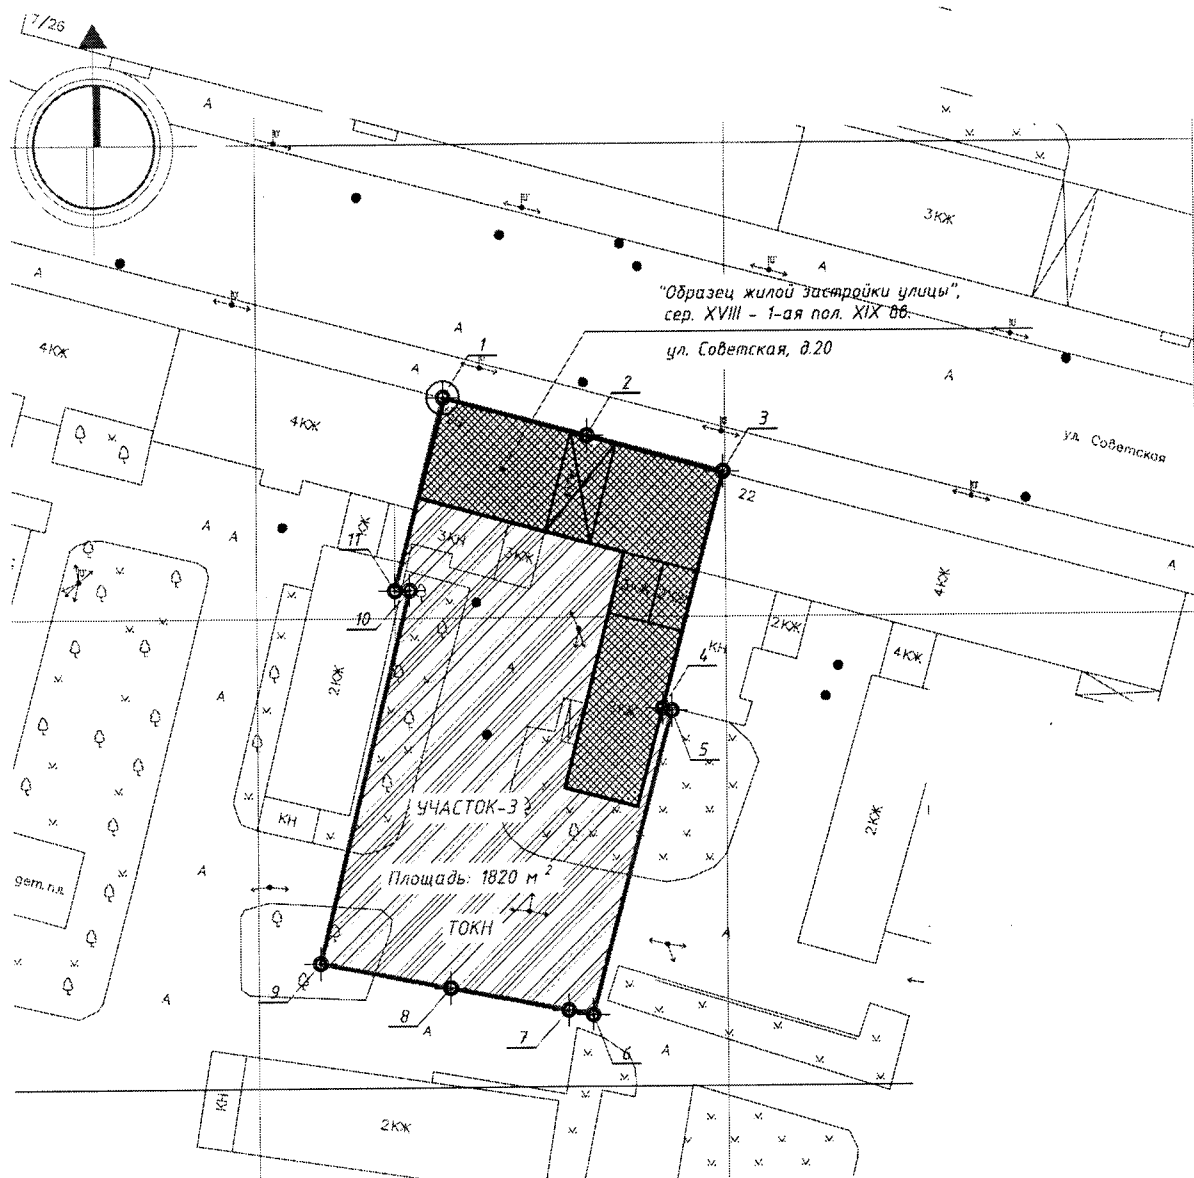 7/26
А
3КЖ
А
А
"Образец жилой застройки улицы",
сер. XVIII - 1-ая пол. XIX вв.
ул. Советская, д.20
А
4КЖ
1
А
А
2
3
4КЖ
ул. Советская
22
А
А
А
11
КЖ
3КН
3КЖ
4КЖ
10
2КЖ
4КЖ
4
КН
2КЖ
А
А
5
УЧАСТОК-3
КН
2КЖ
Площадь: 1820 м²
дет. пл.
А
ТОКН
А
9
А
8
А
7
6
А
КН
2КЖ